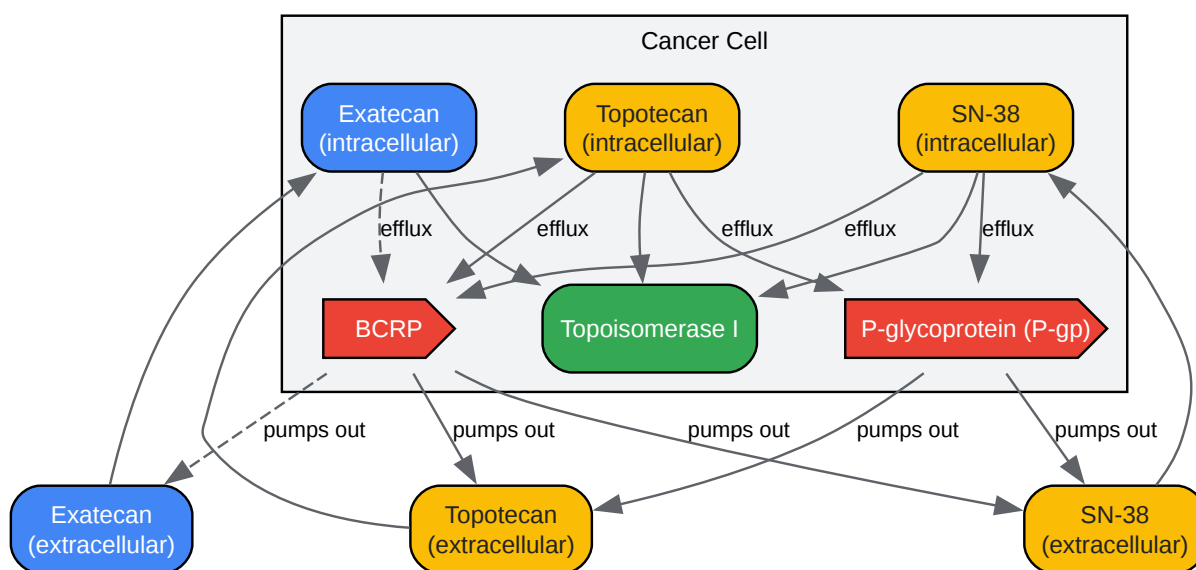 Cancer Cell
Exatecan
(intracellular)
Topotecan
(intracellular)
SN-38
(intracellular)
efflux
efflux
efflux
efflux
efflux
BCRP
Topoisomerase I
P-glycoprotein (P-gp)
pumps out
pumps out
pumps out
pumps out
pumps out
Exatecan
(extracellular)
Topotecan
(extracellular)
SN-38
(extracellular)